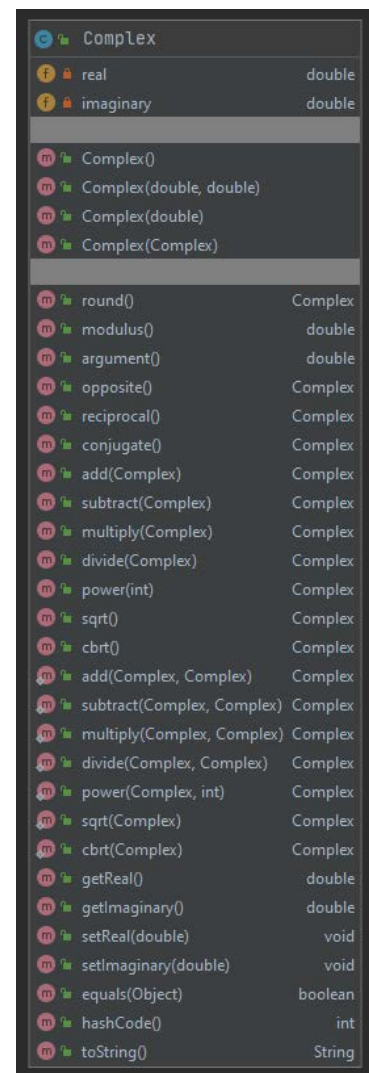 Complex
real double
imaginary double
Complex()
Complex(double, double)
Complex(double)
Complex(Complex)
round() Complex
modulus() double
argument() double
opposite() Complex
reciprocal() Complex
conjugate() Complex
add(Complex) Complex
subtract(Complex) Complex
multiply(Complex) Complex
divide(Complex) Complex
power(int) Complex
sqrt() Complex
cbrt() Complex
add(Complex, Complex) Complex
subtract(Complex, Complex) Complex
multiply(Complex, Complex) Complex
divide(Complex, Complex) Complex
power(Complex, int) Complex
sqrt(Complex) Complex
cbrt(Complex) Complex
getReal() double
getImaginary() double
setReal(double) void
setImaginary(double) void
equals(Object) boolean
hashCode() int
toString() String